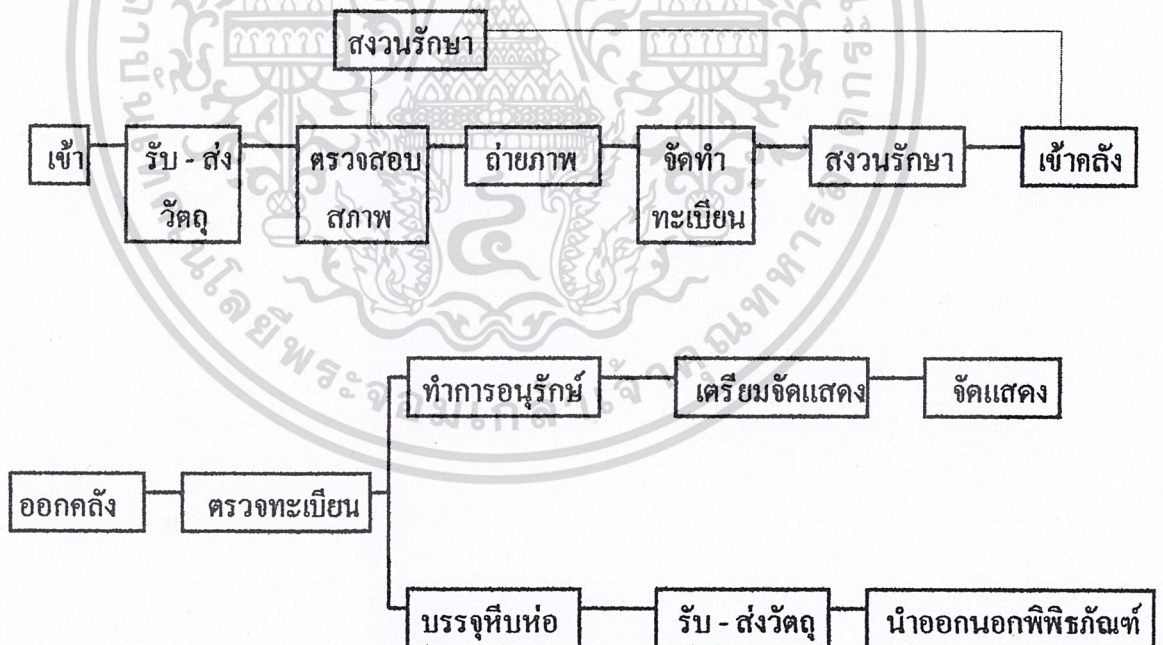 สงวนรักษา
เข้า
รับ - ส่ง
วัตถุ
ตรวจสอบ
สภาพ
ถ่ายภาพ
จัดทำ
ทะเบียน
สงวนรักษา
เข้าคลัง
ทำการอนุรักษ์
เตรียมจัดแสดง
จัดแสดง
ออกคลัง
ตรวจทะเบียน
บรรจุหีบห่อ
รับ - ส่งวัตถุ
นำออกนอกพิพิธภัณฑ์